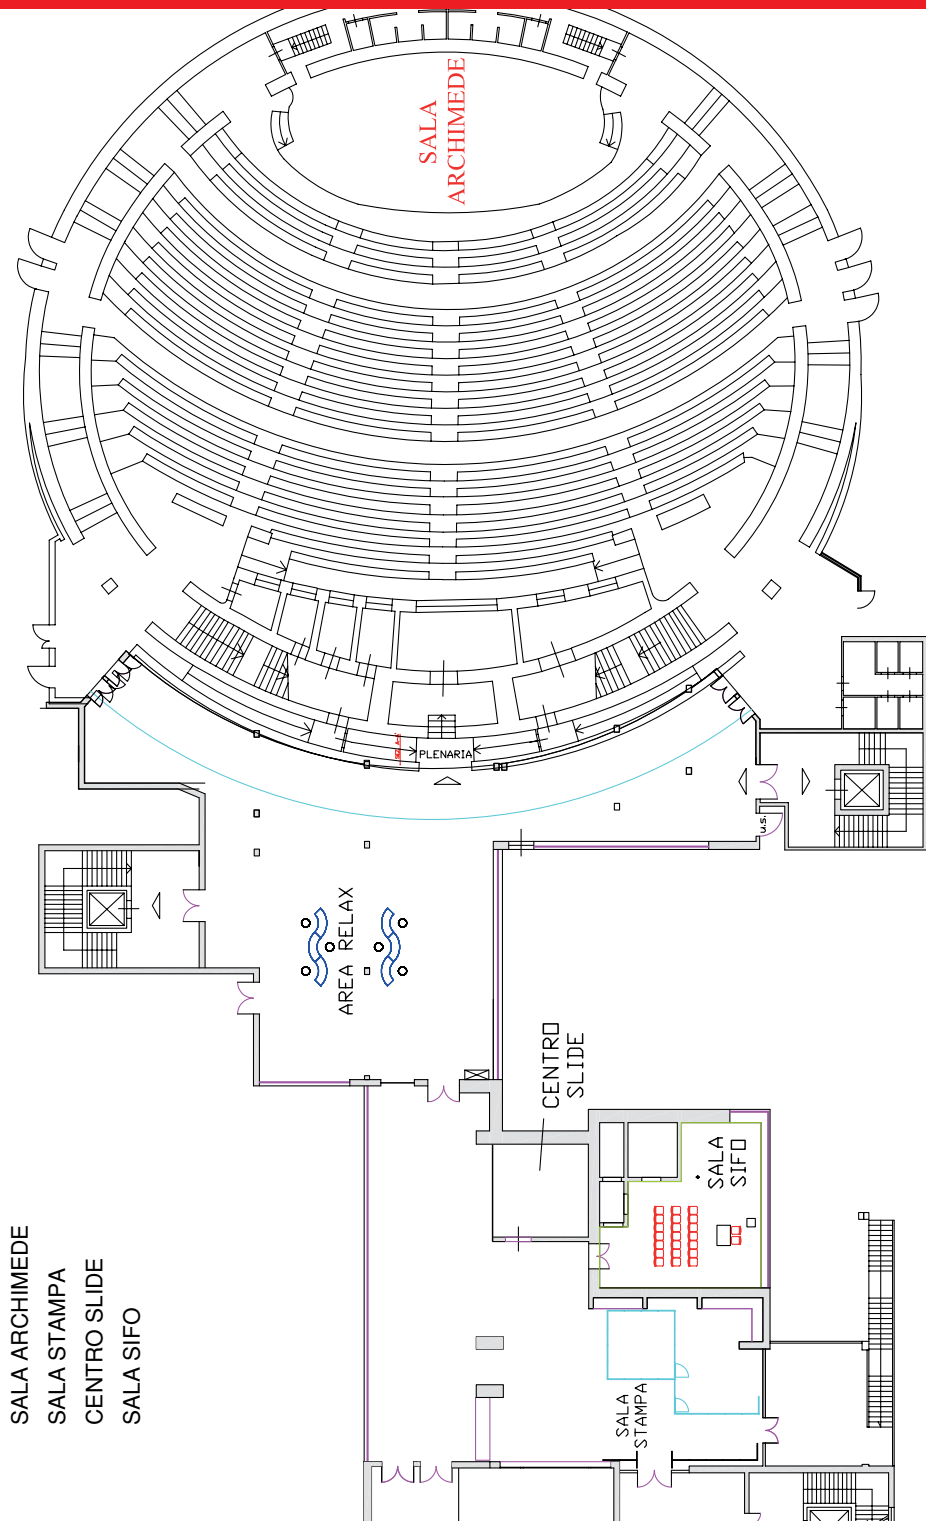 SALA
ARCHIMEDE
PLENARIA
u.s.
AREA RELAX
CENTRO
SLIDE
SALA
SIFO
SALA
STAMPA
SALA ARCHIMEDE
SALA STAMPA
CENTRO SLIDE
SALA SIFO